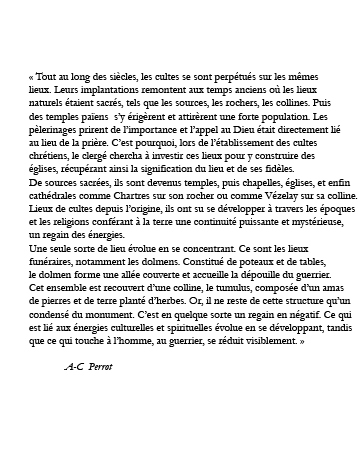 « Tout au long des siècles, les cultes se sont perpétués sur les mêmes
lieux. Leurs implantations remontent aux temps anciens où les lieux
naturels étaient sacrés, tels que les sources, les rochers, les collines. Puis
des temples païens  s’y érigèrent et attirèrent une forte population. Les
pèlerinages prirent de l’importance et l’appel au Dieu était directement lié
au lieu de la prière. C’est pourquoi, lors de l’établissement des cultes
chrétiens, le clergé chercha à investir ces lieux pour y construire des
églises, récupérant ainsi la signification du lieu et de ses fidèles.
De sources sacrées, ils sont devenus temples, puis chapelles, églises, et enfin
cathédrales comme Chartres sur son rocher ou comme Vézelay sur sa colline.
Lieux de cultes depuis l’origine, ils ont su se développer à travers les époques
et les religions conférant à la terre une continuité puissante et mystérieuse,
un regain des énergies.
Une seule sorte de lieu évolue en se concentrant. Ce sont les lieux
funéraires, notamment les dolmens. Constitué de poteaux et de tables,
le dolmen forme une allée couverte et accueille la dépouille du guerrier.
Cet ensemble est recouvert d’une colline, le tumulus, composée d’un amas
de pierres et de terre planté d’herbes. Or, il ne reste de cette structure qu’un
condensé du monument. C’est en quelque sorte un regain en négatif. Ce qui
est lié aux énergies culturelles et spirituelles évolue en se développant, tandis
que ce qui touche à l’homme, au guerrier, se réduit visiblement. »
A-C  Perrot